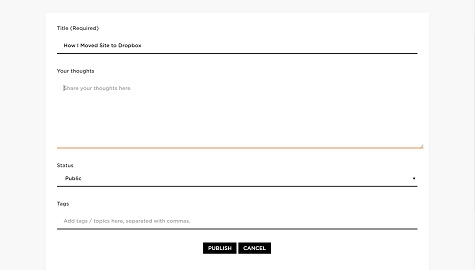 Title (Required)
How I Moved Site to Dropbox
Your thoughts
Share your thoughts here
Status
Public
Tags
Add tags / topics here, separated with commas.
PUBLISH CANCEL